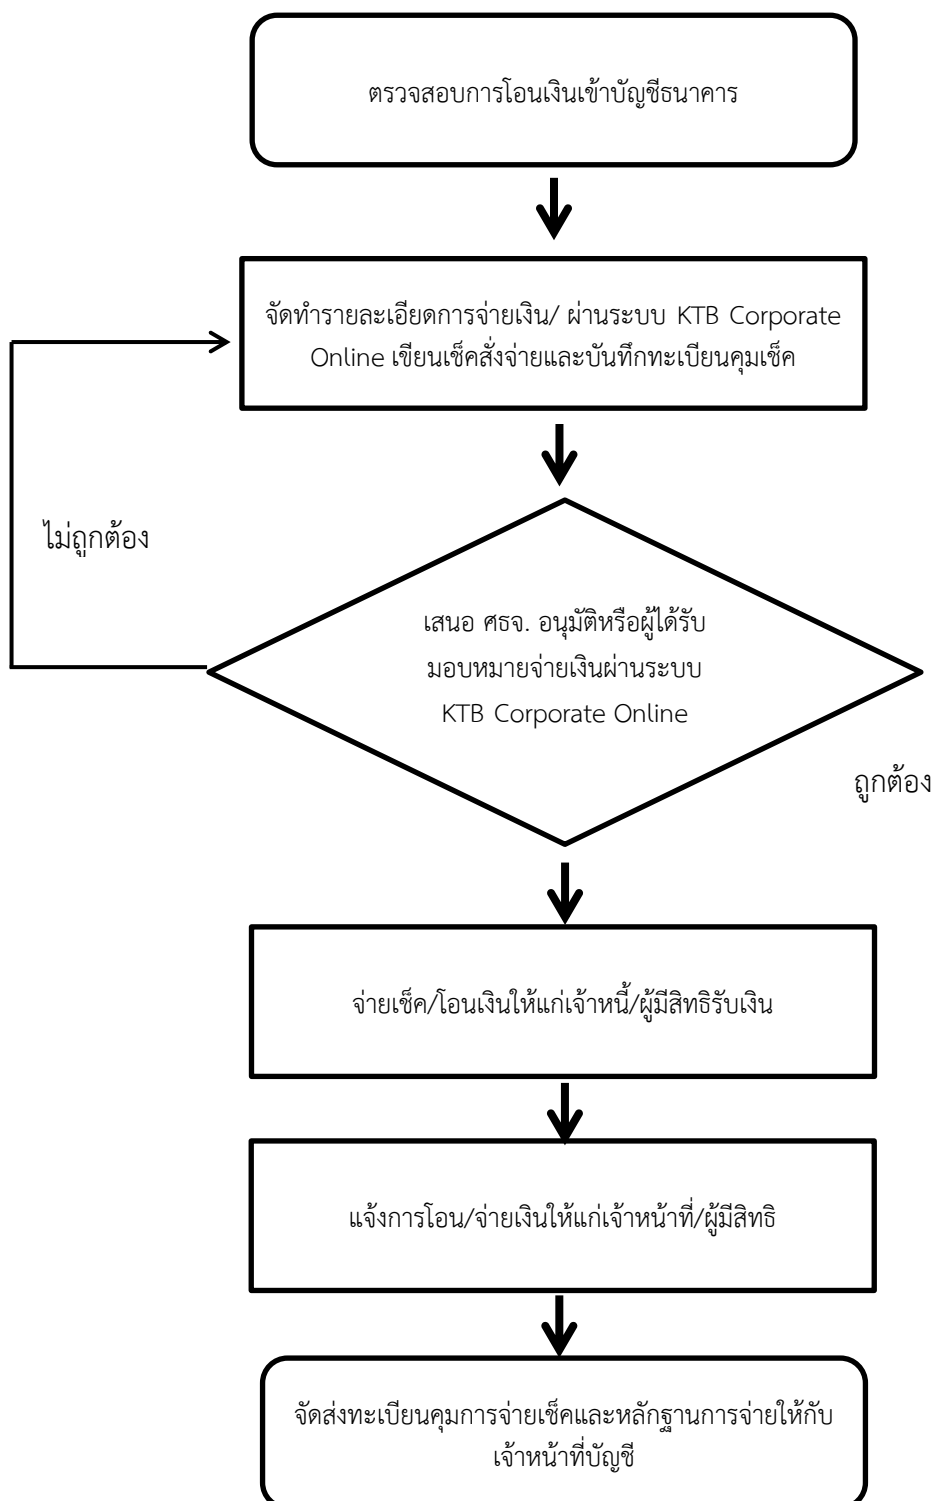 ตรวจสอบการโอนเงินเข้าบัญชีธนาคาร
จัดทำรายละเอียดการจ่ายเงิน/ ผ่านระบบ KTB Corporate
Online เขียนเช็คสั่งจ่ายและบันทึกทะเบียนคุมเช็ค
ไม่ถูกต้อง
เสนอ ศธจ. อนุมัติหรือผู้ได้รับ
มอบหมายจ่ายเงินผ่านระบบ
KTB Corporate Online
ถูกต้อง
จ่ายเช็ค/โอนเงินให้แก่เจ้าหนี้/ผู้มีสิทธิรับเงิน
แจ้งการโอน/จ่ายเงินให้แก่เจ้าหน้าที่/ผู้มีสิทธิ
จัดส่งทะเบียนคุมการจ่ายเช็คและหลักฐานการจ่ายให้กับ
เจ้าหน้าที่บัญชี